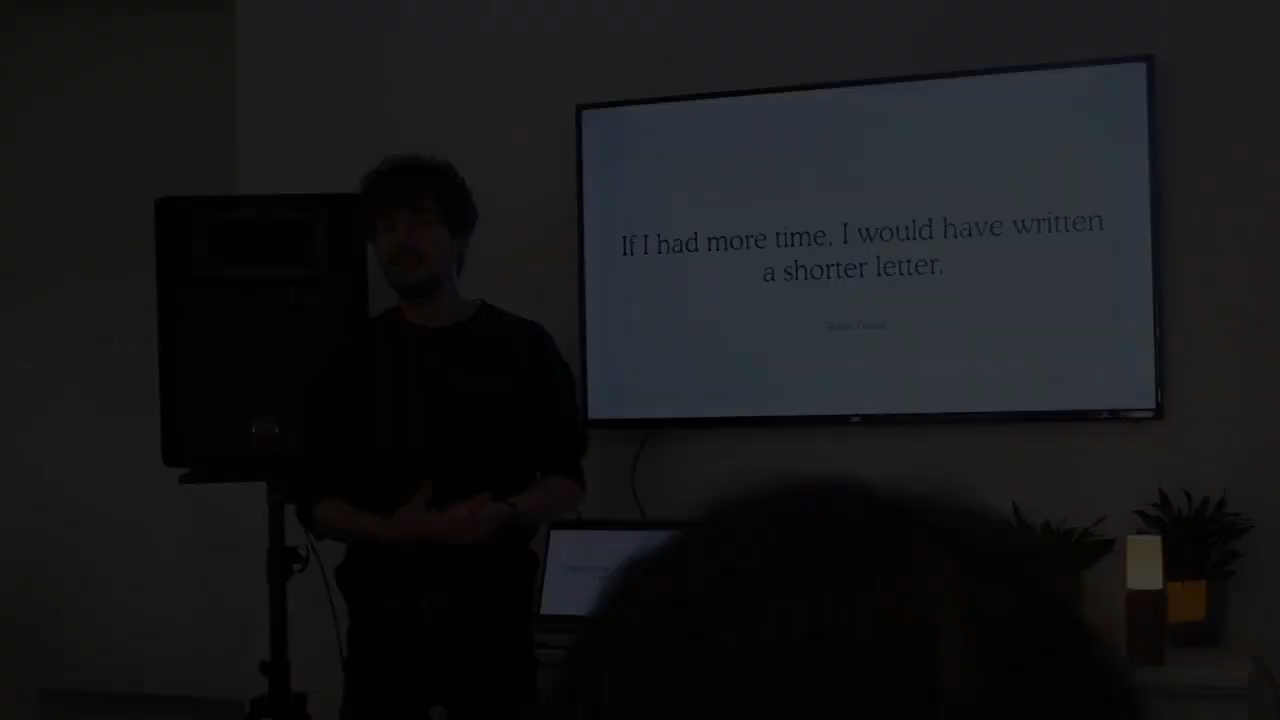 If I had more time, I would have written
a shorter letter.